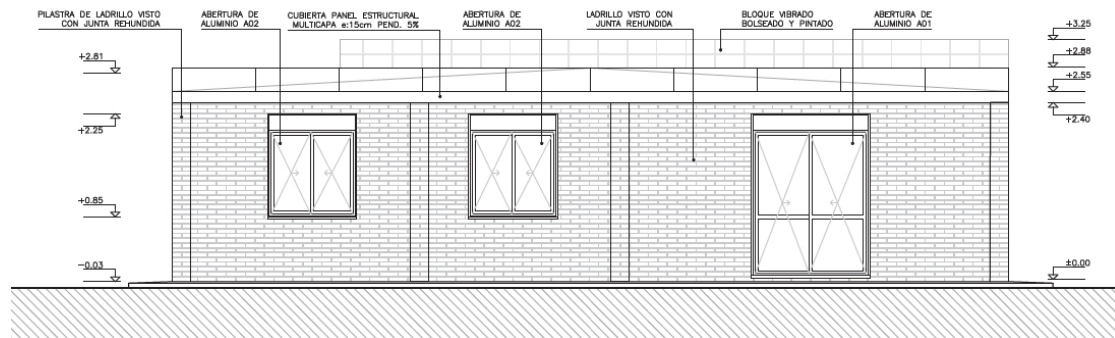 PILASTRA DE LADRILLO VISTO
CON JUNTA REHUNDIDA
ABERTURA DE
ALUMINIO A02
CUBIERTA PANEL ESTRUCTURAL
MULTICAPA e:15cm PEND. 5%
ABERTURA DE
ALUMINIO A02
LADRILLO VISTO CON
JUNTA REHUNDIDA
BLOQUE VIBRADO
BOLSEADO Y PINTADO
ABERTURA DE
ALUMINIO A01
+2.81
+2.25
+0.85
-0.03
+3.25
+2.88
+2.55
+2.40
±0.00